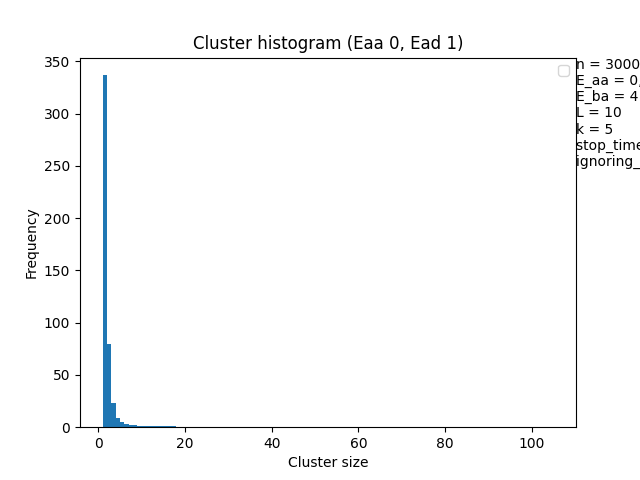 Cluster histogram (Eaa 0, Ead 1)
350
300
250
200
150
100
50
0
Frequency
0 20 40 60 80 100
Cluster size
n = 3000
E_aa = 0,
E_ba = 4
L = 10
k = 5
stop_time
ignoring_